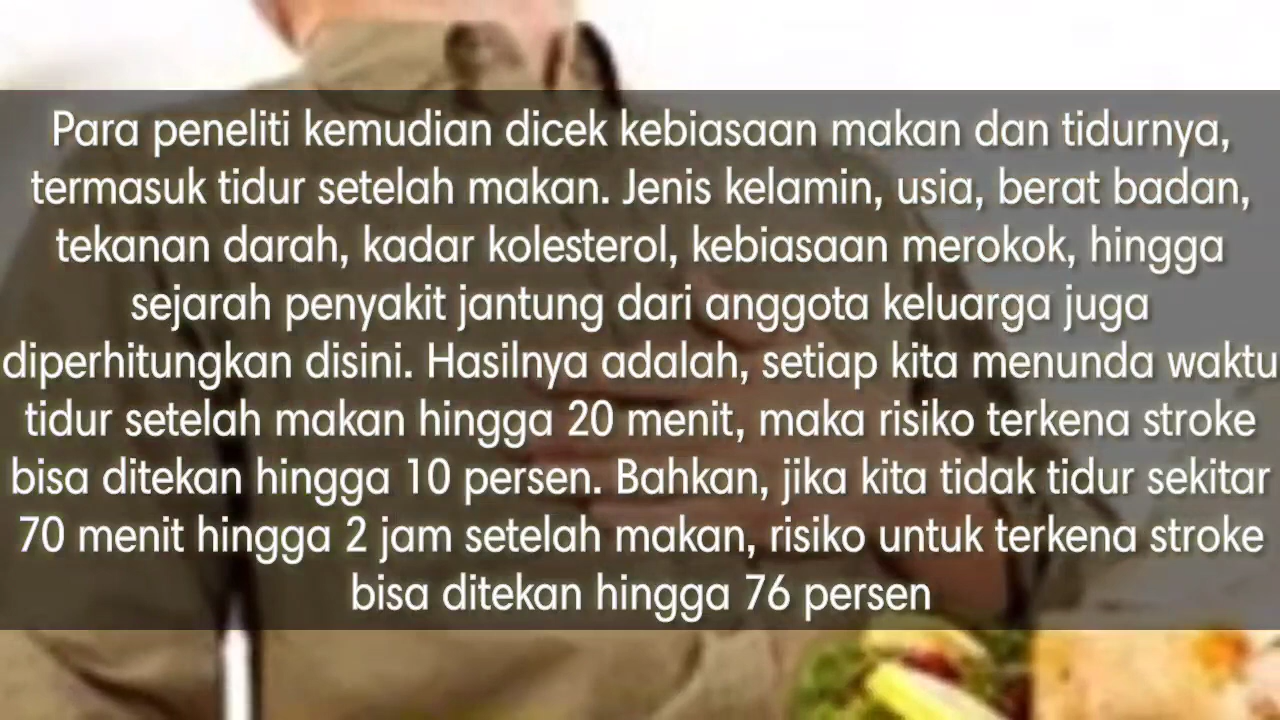 Para peneliti kemudian dicek kebiasaan makan dan tidurnya,
termasuk tidur setelah makan. Jenis kelamin, usia, berat badan,
tekanan darah, kadar kolesterol, kebiasaan merokok, hingga
sejarah penyakit jantung dari anggota keluarga juga
diperhitungkan disini. Hasilnya adalah, setiap kita menunda waktu
tidur setelah makan hingga 20 menit, maka risiko terkena stroke
bisa ditekan hingga 10 persen. Bahkan, jika kita tidak tidur sekitar
70 menit hingga 2 jam setelah makan, risiko untuk terkena stroke
bisa ditekan hingga 76 persen